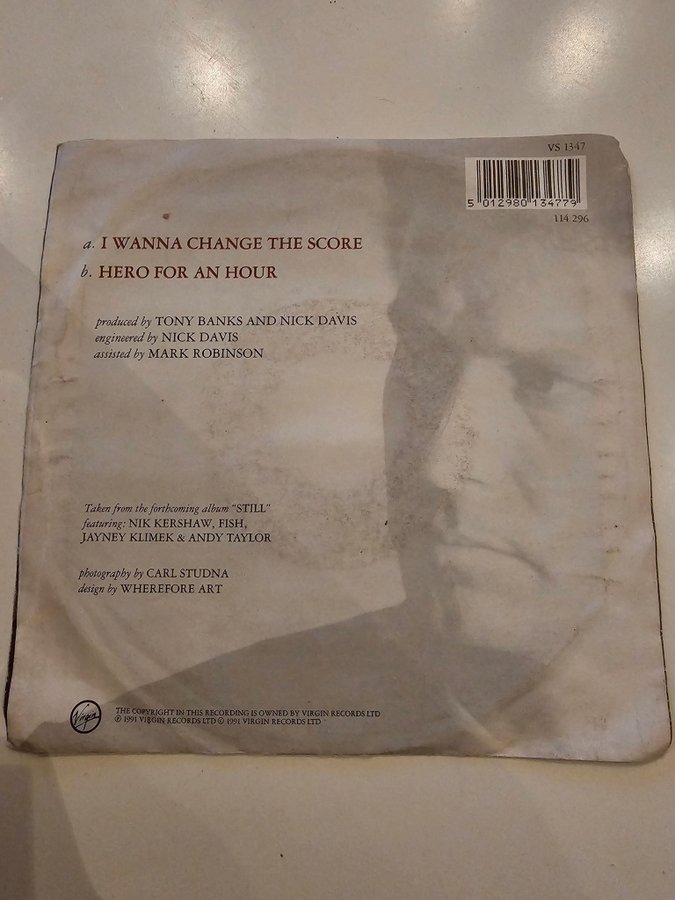 VS 1347
5 012980 134779
114 296
a. I WANNA CHANGE THE SCORE
b. HERO FOR AN HOUR
produced by TONY BANKS AND NICK DAVIS
engineered by NICK DAVIS
assisted by MARK ROBINSON
Taken from the forthcoming album "STILL"
featuring: NIK KERSHAW, FISH,
JAYNEY KLIMEK & ANDY TAYLOR
photography by CARL STUDNA
design by WHEREFORE ART
Virgin
THE COPYRIGHT IN THIS RECORDING IS OWNED BY VIRGIN RECORDS LTD
℗ 1991 VIRGIN RECORDS LTD © 1991 VIRGIN RECORDS LTD